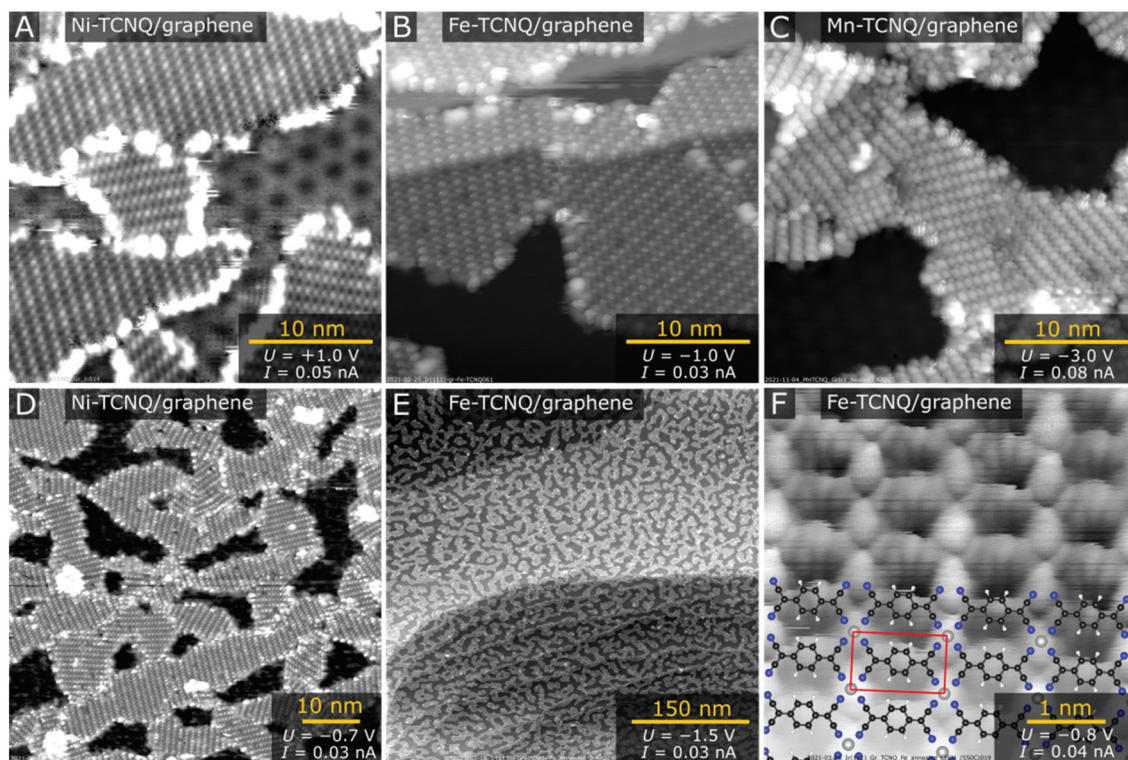 A Ni-TCNQ/graphene
10 nm
U = +1.0 V
I = 0.05 nA
B Fe-TCNQ/graphene
10 nm
U = −1.0 V
I = 0.03 nA
C Mn-TCNQ/graphene
10 nm
U = −3.0 V
I = 0.08 nA
D Ni-TCNQ/graphene
10 nm
U = −0.7 V
I = 0.03 nA
E Fe-TCNQ/graphene
150 nm
U = −1.5 V
I = 0.03 nA
F Fe-TCNQ/graphene
1 nm
U = −0.8 V
I = 0.04 nA